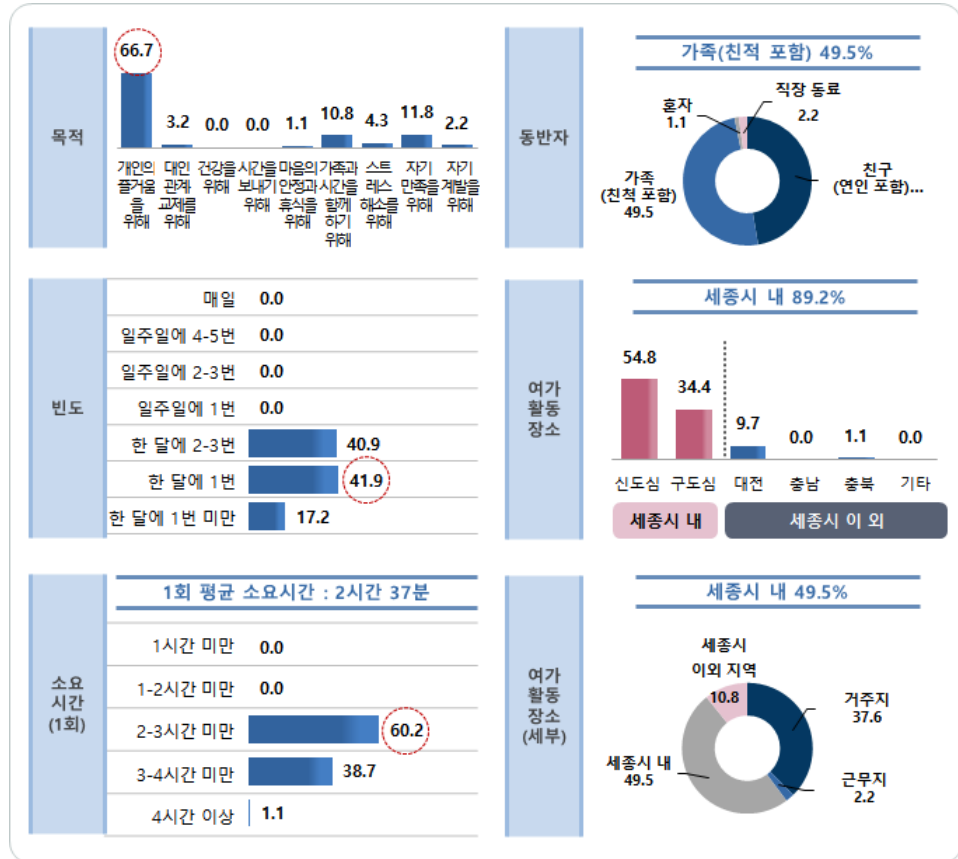 목적
66.7
3.2
0.0
0.0
1.1
10.8
4.3
11.8
2.2
개인의
즐거움
을
위해
대인
관계
교제를
위해
건강을
위해
시간을
보내기
위해
마음의
안정과
휴식을
위해
가족과
시간을
함께
하기
위해
스트
레스
해소를
위해
자기
만족을
위해
자기
계발을
위해
동반자
가족(친적 포함) 49.5%
혼자
1.1
직장 동료
2.2
가족
(친척 포함)
49.5
친구
(연인 포함)...
빈도
매일 0.0
일주일에 4-5번 0.0
일주일에 2-3번 0.0
일주일에 1번 0.0
한 달에 2-3번 40.9
한 달에 1번 41.9
한 달에 1번 미만 17.2
여가
활동
장소
세종시 내 89.2%
54.8
34.4
9.7
0.0
1.1
0.0
신도심 구도심 대전 충남 충북 기타
세종시 내 세종시 이 외
소요
시간
(1회)
1회 평균 소요시간 : 2시간 37분
1시간 미만 0.0
1-2시간 미만 0.0
2-3시간 미만 60.2
3-4시간 미만 38.7
4시간 이상 1.1
여가
활동
장소
(세부)
세종시 내 49.5%
세종시
이외 지역
10.8
거주지
37.6
세종시 내
49.5
근무지
2.2